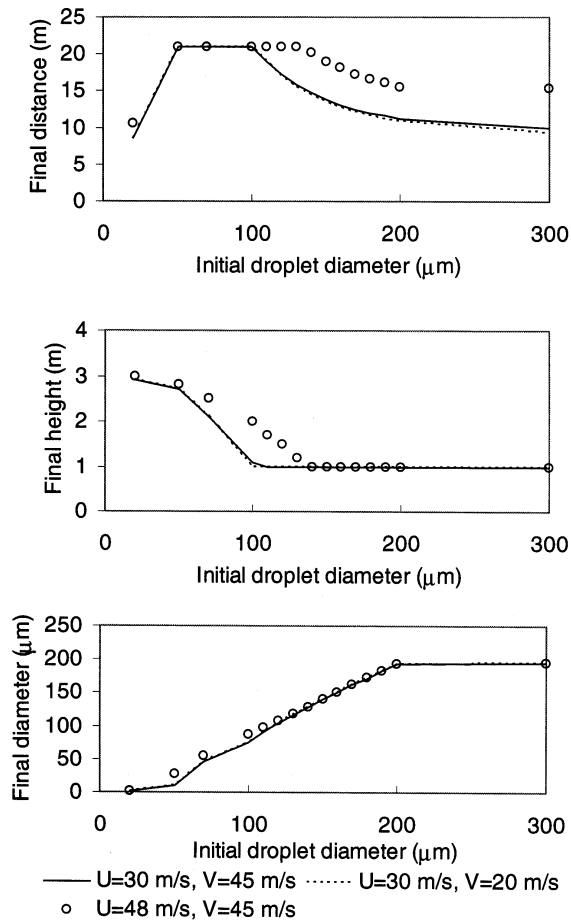 25
20
15
10
5
0
Final distance (m)
0 100 200 300
Initial droplet diameter (μm)
4
3
2
1
0
Final height (m)
0 100 200 300
Initial droplet diameter (μm)
250
200
150
100
50
0
Final diameter (μm)
0 100 200 300
Initial droplet diameter (μm)
U=30 m/s, V=45 m/s U=30 m/s, V=20 m/s
U=48 m/s, V=45 m/s